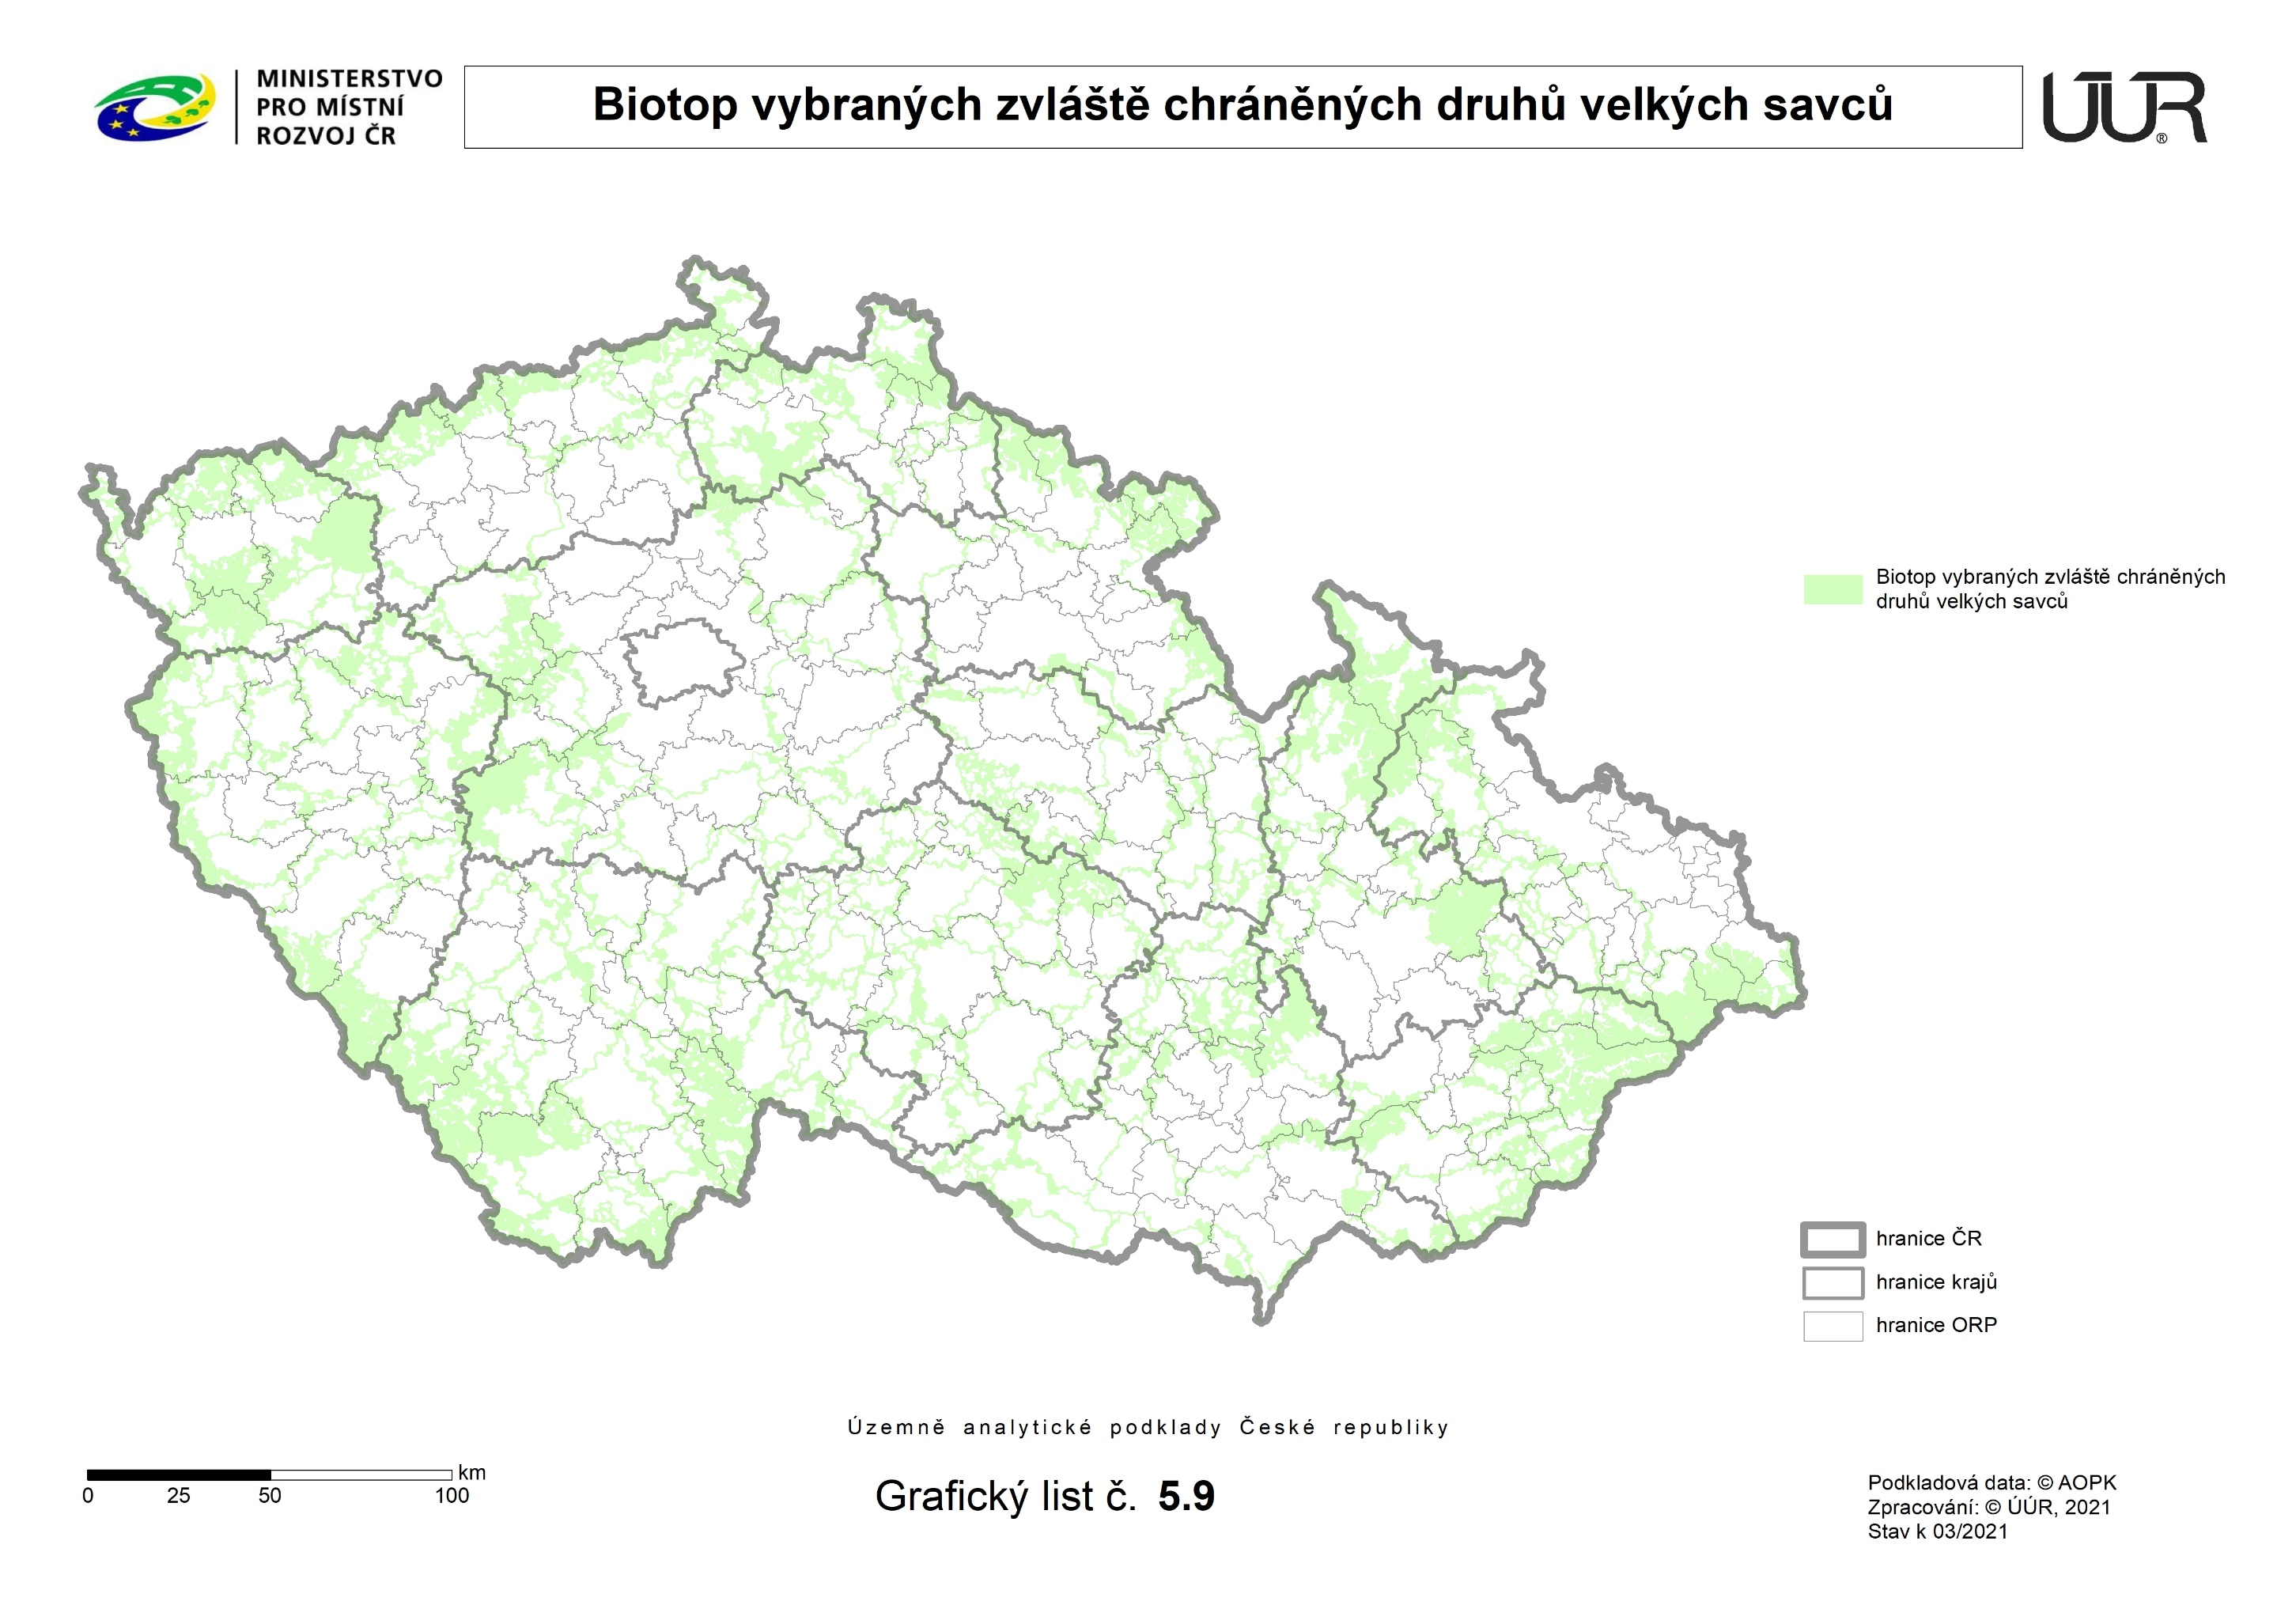 MINISTERSTVO
PRO MÍSTNÍ
ROZVOJ ČR
Biotop vybraných zvláště chráněných druhů velkých savců
ÚÚR
®
Biotop vybraných zvláště chráněných
druhů velkých savců
hranice ČR
hranice krajů
hranice ORP
Územně analytické podklady České republiky
km
0 25 50 100
Grafický list č. 5.9
Podkladová data: © AOPK
Zpracování: © ÚÚR, 2021
Stav k 03/2021